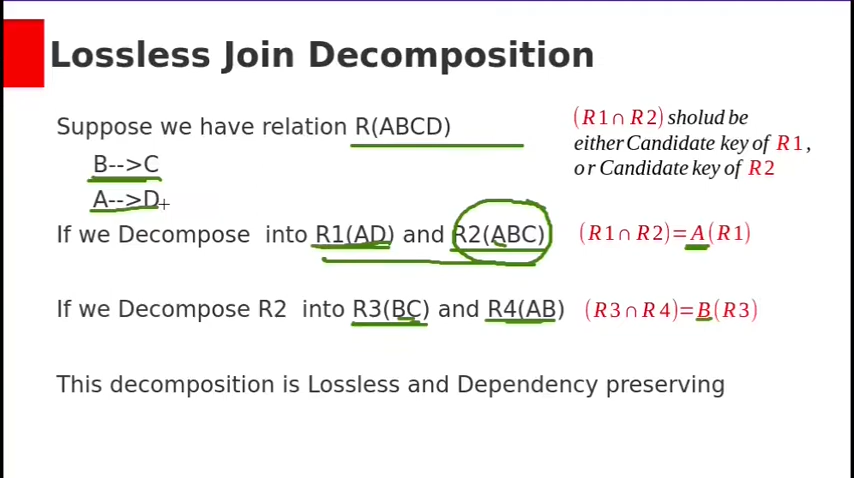 Lossless Join Decomposition
Suppose we have relation R(ABCD)
(R1∩ R2) sholud be
either Candidate key of R1,
or Candidate key of R2
B-->C
A-->D
If we Decompose into R1(AD) and R2(ABC)
(R1∩ R2)=A(R1)
If we Decompose R2 into R3(BC) and R4(AB)
(R3∩ R4)=B(R3)
This decomposition is Lossless and Dependency preserving